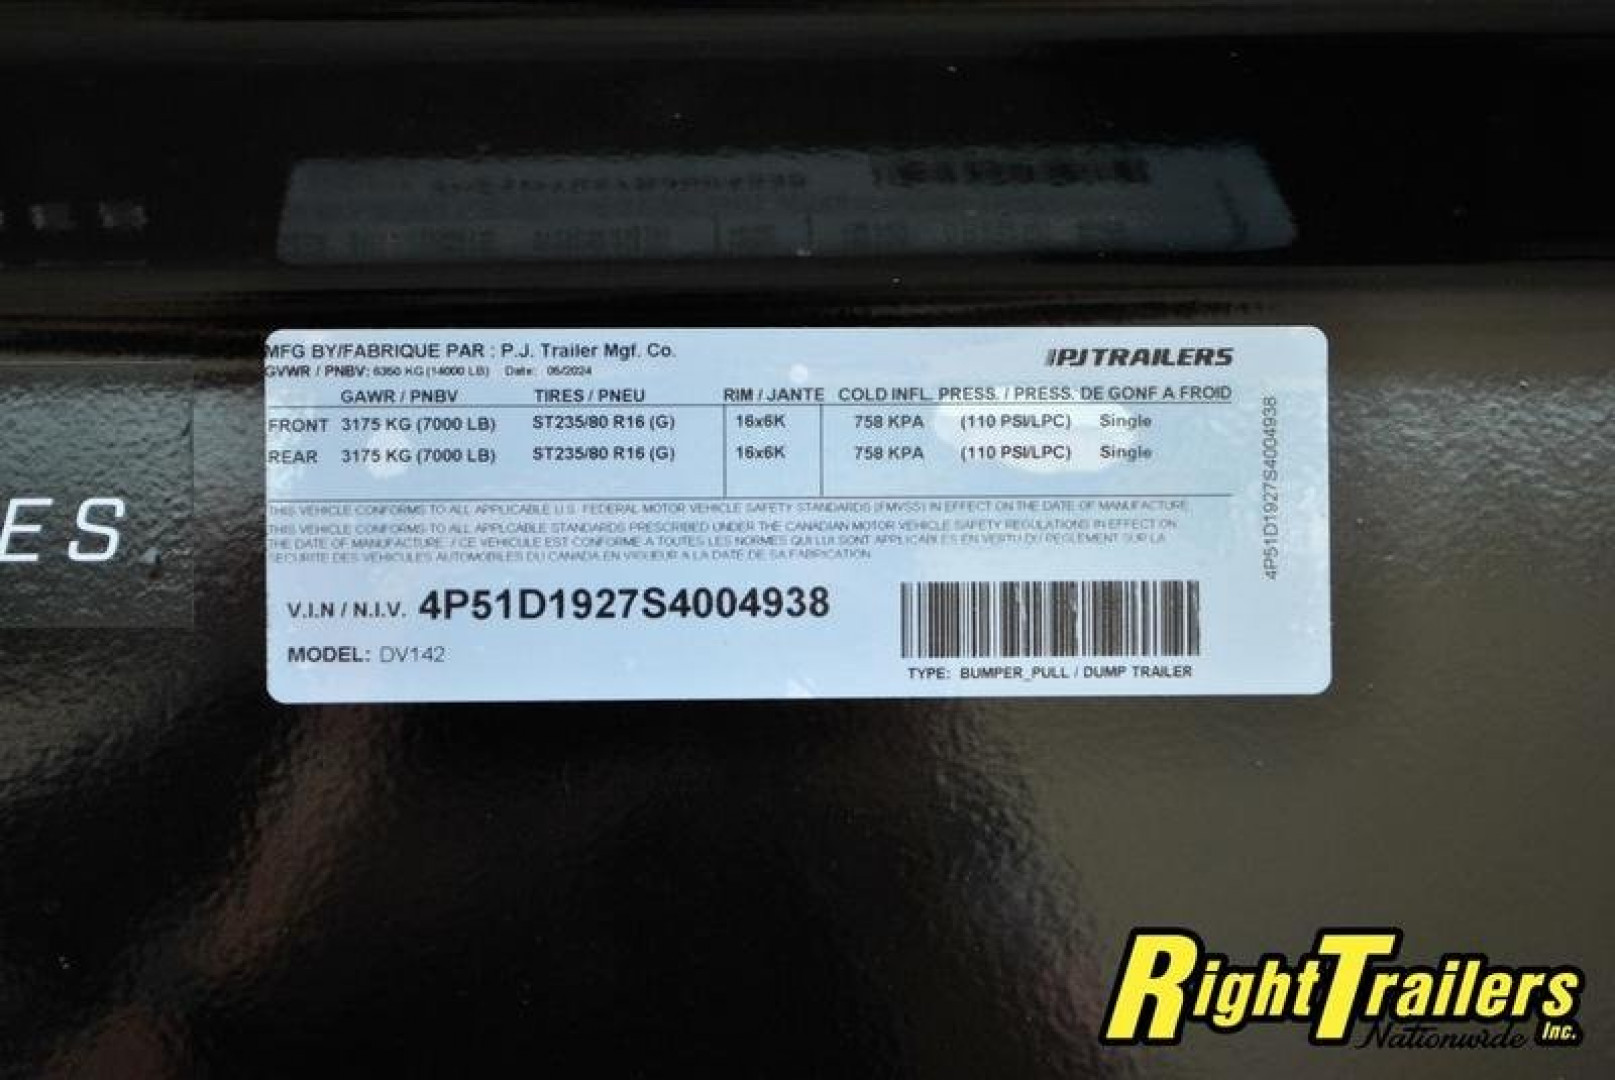 MFG BY/FABRIQUE PAR : P.J. Trailer Mgf. Co.
IPJTRAILERS
GVWR / PNBV: 6350 KG (14000 LB) Date: 06/2024
GAWR / PNBV TIRES / PNEU RIM / JANTE COLD INFL. PRESS. / PRESS. DE GONF A FROID
FRONT 3175 KG (7000 LB) ST235/80 R16 (G) 16x6K 758 KPA (110 PSI/LPC) Single
REAR 3175 KG (7000 LB) ST235/80 R16 (G) 16x6K 758 KPA (110 PSI/LPC) Single
THIS VEHICLE CONFORMS TO ALL APPLICABLE U.S. FEDERAL MOTOR VEHICLE SAFETY STANDARDS (FMVSS) IN EFFECT ON THE DATE OF MANUFACTURE.
THIS VEHICLE CONFORMS TO ALL APPLCABLE STANDARDS PRESCRIBED UNDER THE CANADIAN MOTOR VEHICLE SAFETY REGULATIONS IN EFFECT ON
THE DATE OF MANUFACTURE. / CE VEHICULE EST CONFORME A TOUTES LES NORMES QUI LUI SONT APPLICABLES EN VERTU DU REGLEMENT SUR LA
SECURITE DES VEHICULES AUTOMOBILES DU CANADA EN VIGUEUR A LA DATE DE SA FABRICATION
V.I.N / N.I.V. 4P51D1927S4004938
MODEL: DV142
TYPE: BUMPER_PULL / DUMP TRAILER
4P51D1927S4004938
ES
RightTrailers Inc.
Nationwide